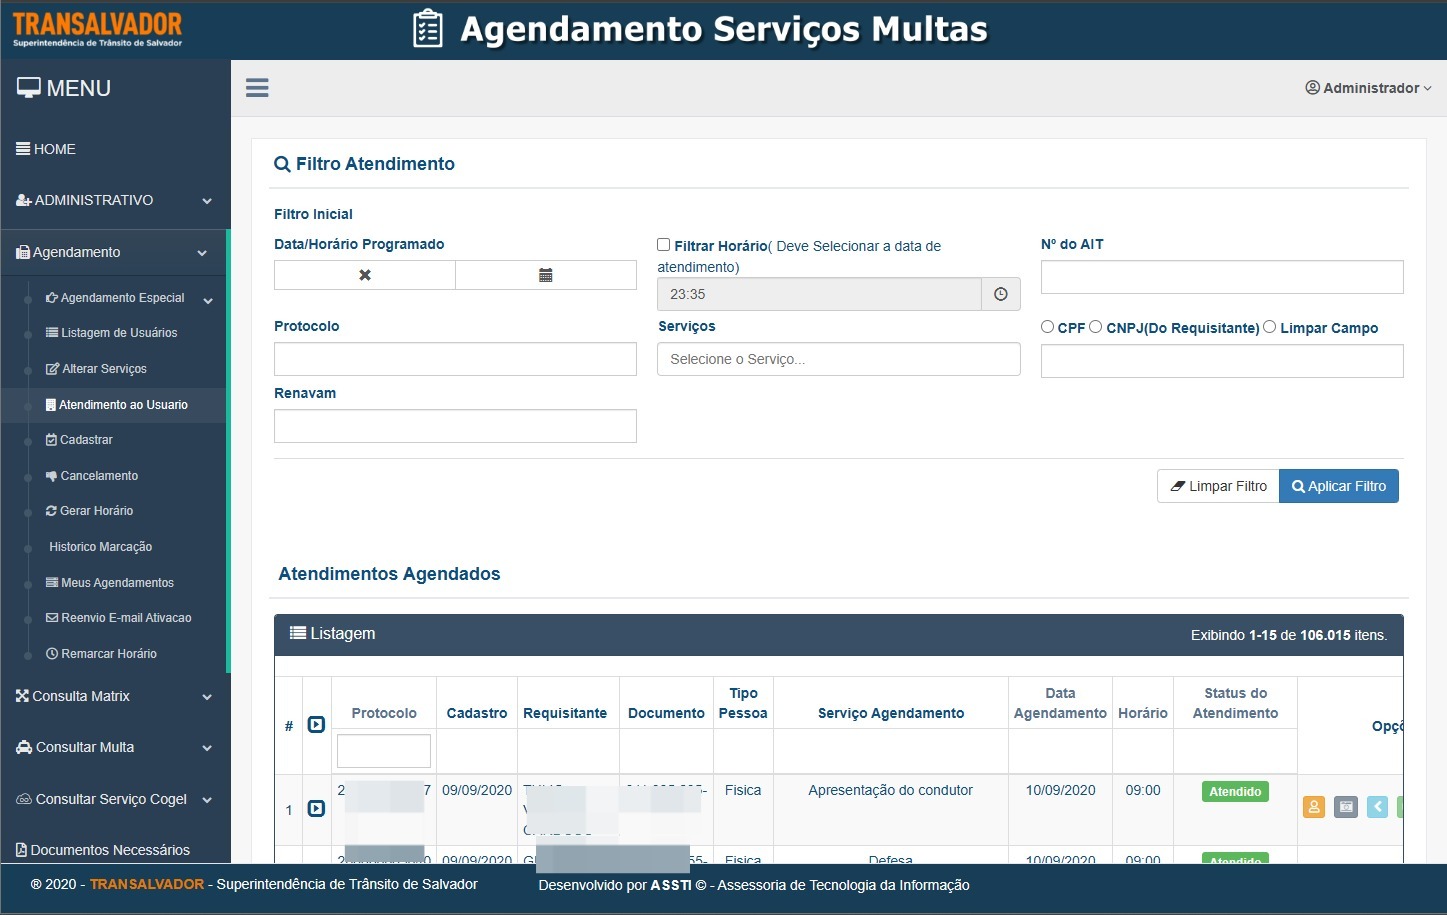 TRANSALVADOR
Superintendência de Trânsito de Salvador
Agendamento Serviços Multas
MENU
Administrador
HOME
ADMINISTRATIVO
Agendamento
Agendamento Especial
Listagem de Usuários
Alterar Serviços
Atendimento ao Usuario
Cadastrar
Cancelamento
Gerar Horário
Historico Marcação
Meus Agendamentos
Reenvio E-mail Ativacao
Remarcar Horário
Consulta Matrix
Consultar Multa
Consultar Serviço Cogel
Documentos Necessários
Filtro Atendimento
Filtro Inicial
Data/Horário Programado
Filtrar Horário( Deve Selecionar a data de
atendimento)
23:35
Nº do AIT
Protocolo
Serviços
Selecione o Serviço...
CPF CNPJ(Do Requisitante) Limpar Campo
Renavam
Limpar Filtro
Aplicar Filtro
Atendimentos Agendados
Listagem
Exibindo 1-15 de 106.015 itens.
# Protocolo Cadastro Requisitante Documento Tipo Pessoa Serviço Agendamento Data Agendamento Horário Status do Atendimento Opçõ
1 2 7 09/09/2020 Fisica Apresentação do condutor 10/09/2020 09:00 Atendido
09/09/2020 55- Fisica Defesa 10/09/2020 09:00 Atendido
® 2020 - TRANSALVADOR - Superintendência de Trânsito de Salvador
Desenvolvido por ASSTI © - Assessoria de Tecnologia da Informação